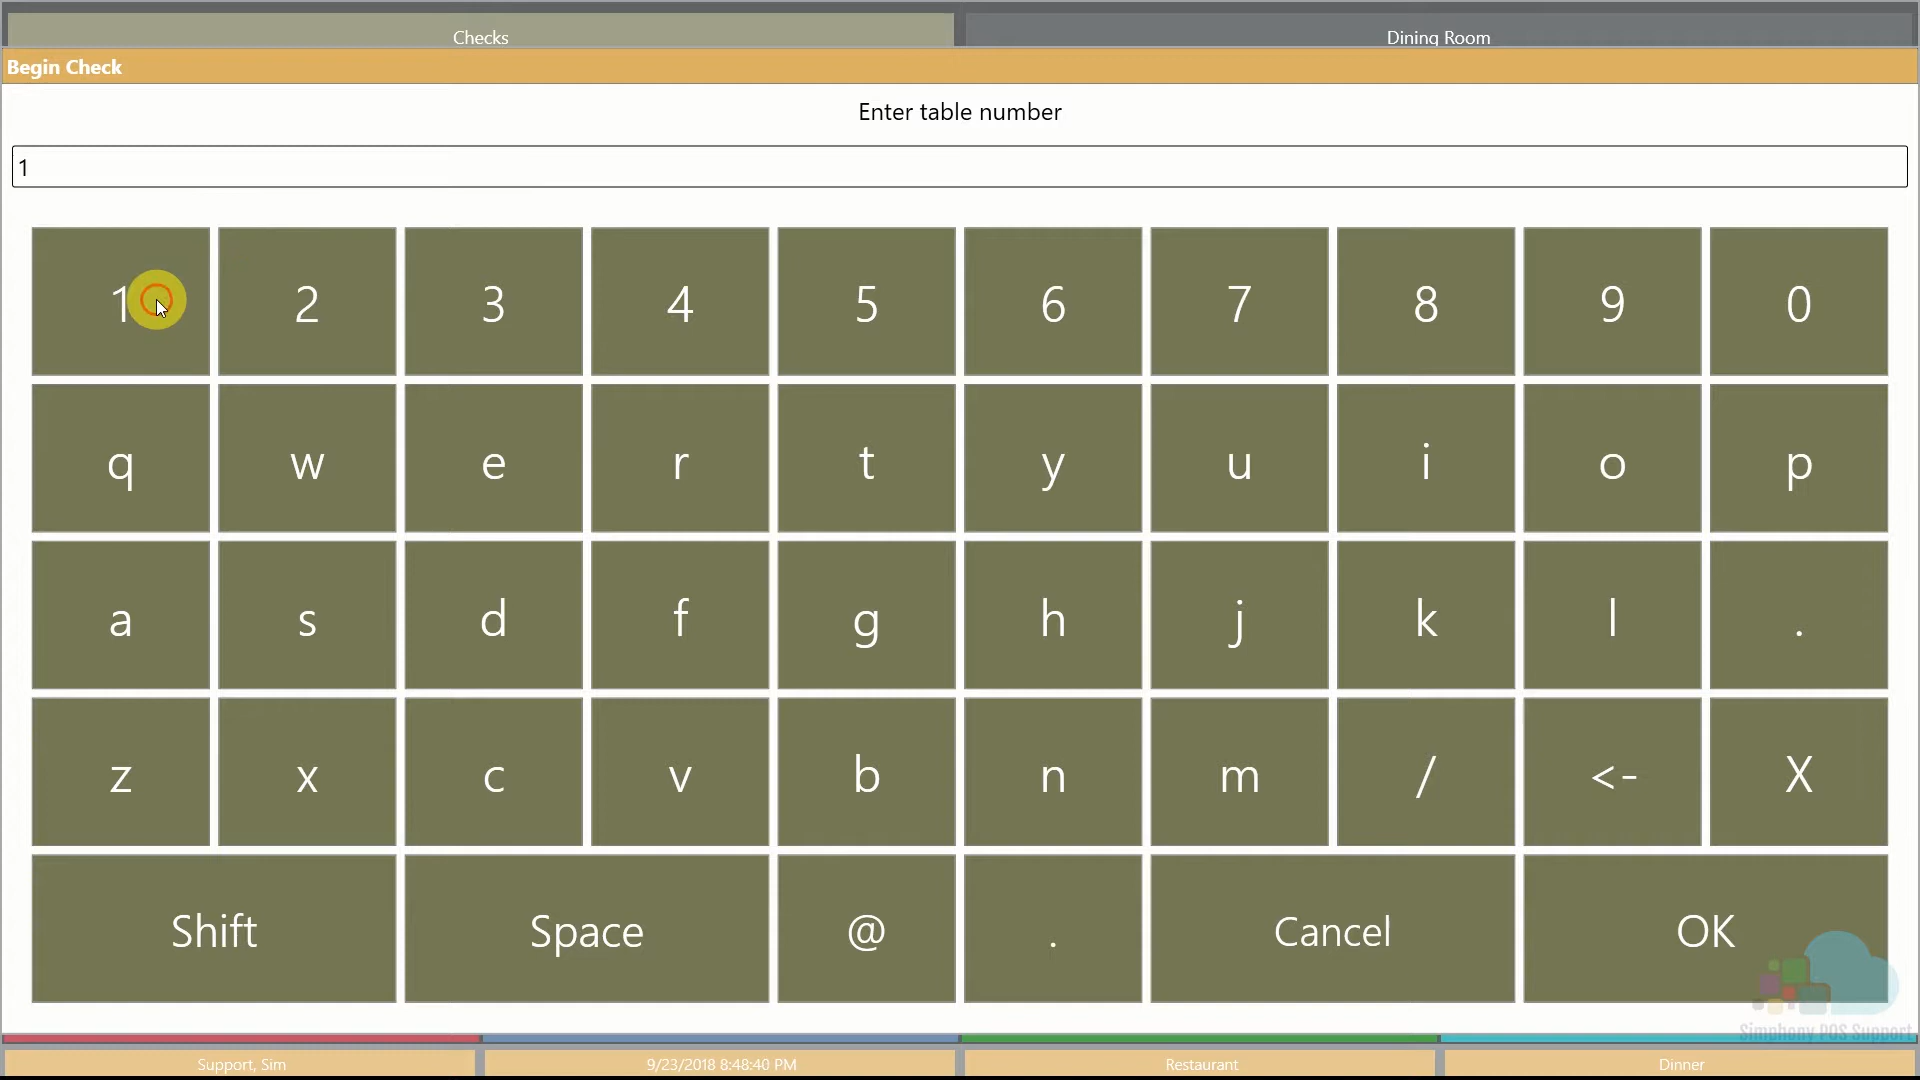 Checks
Dining Room
Begin Check
Enter table number
1
1 2 3 4 5 6 7 8 9 0
q w e r t y u i o p
a s d f g h j k l .
z x c v b n m / <- X
Shift Space @ . Cancel OK
Simphony POS Support
Support, Sim
9/23/2018 8:48:40 PM
Restaurant
Dinner